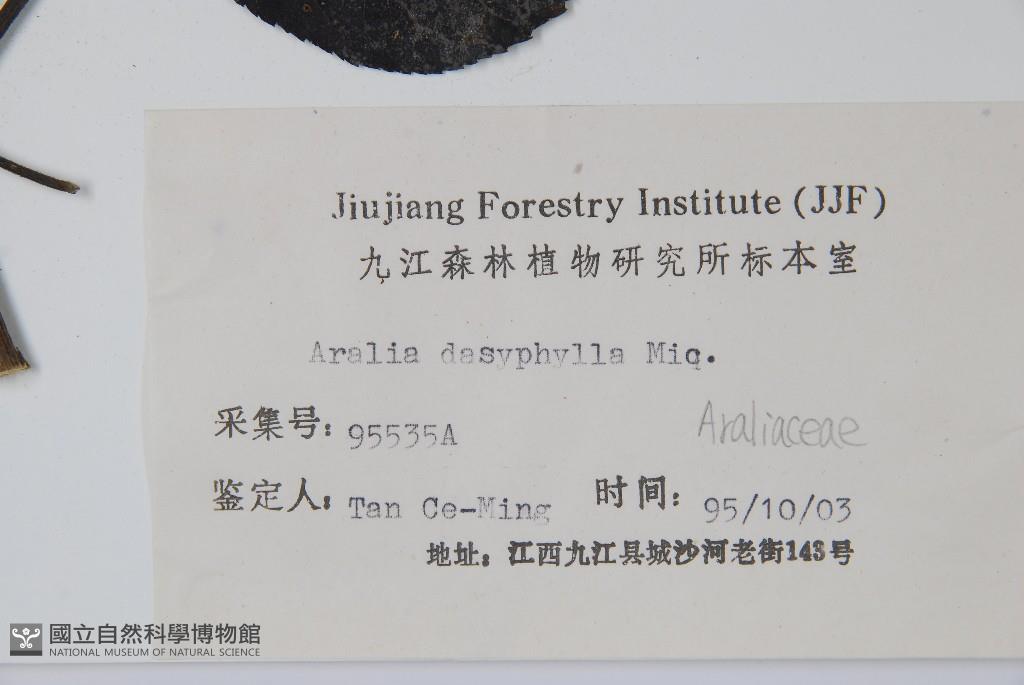 Jiujiang Forestry Institute (JJF)
九江森林植物研究所标本室
Aralia dasyphylla Miq.
采集号: 95535A
Araliaceae
鉴定人: Tan Ce-Ming 时间: 95/10/03
地址: 江西九江县城沙河老街143号
國立自然科學博物館
NATIONAL MUSEUM OF NATURAL SCIENCE